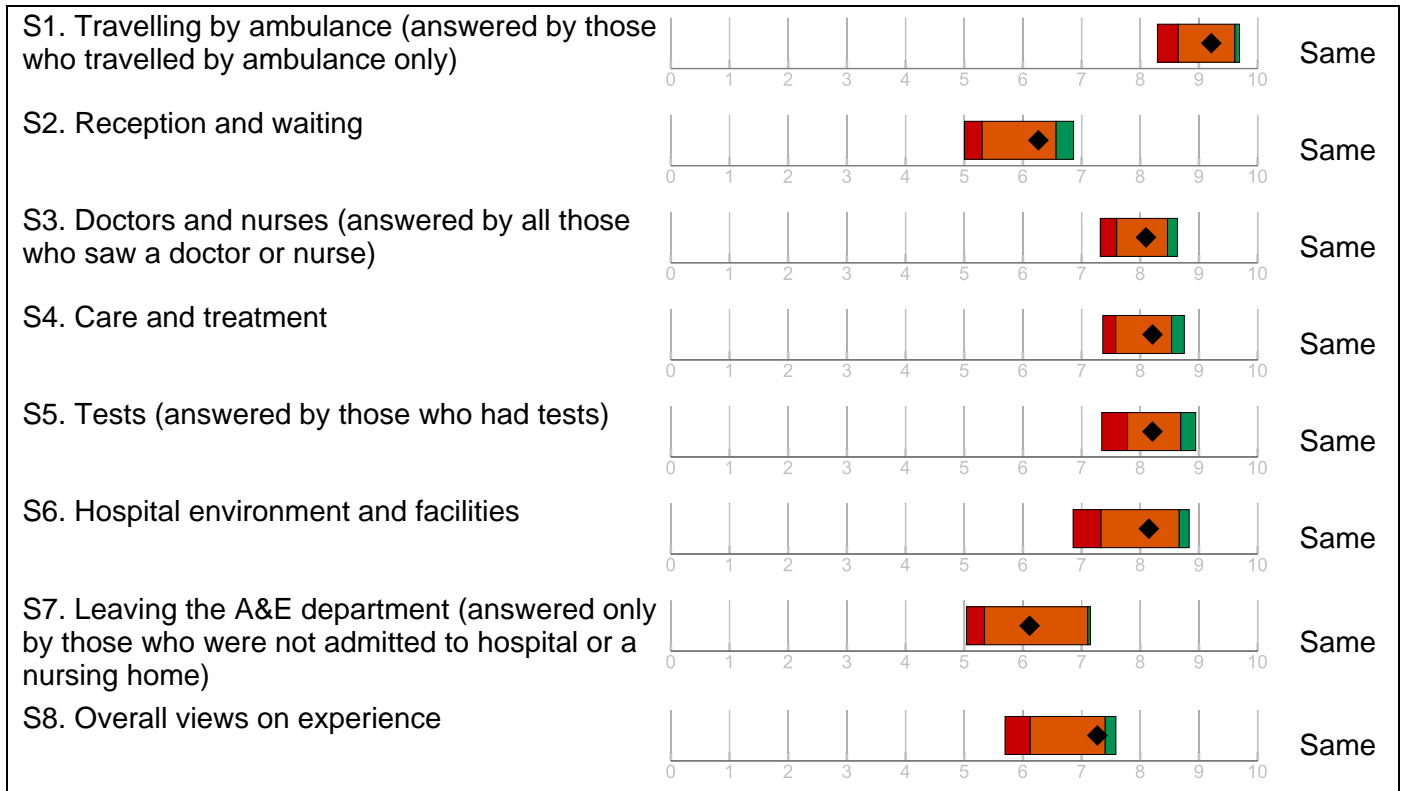 S1. Travelling by ambulance (answered by those
who travelled by ambulance only)
0 1 2 3 4 5 6 7 8 9 10
Same
S2. Reception and waiting
0 1 2 3 4 5 6 7 8 9 10
Same
S3. Doctors and nurses (answered by all those
who saw a doctor or nurse)
0 1 2 3 4 5 6 7 8 9 10
Same
S4. Care and treatment
0 1 2 3 4 5 6 7 8 9 10
Same
S5. Tests (answered by those who had tests)
0 1 2 3 4 5 6 7 8 9 10
Same
S6. Hospital environment and facilities
0 1 2 3 4 5 6 7 8 9 10
Same
S7. Leaving the A&E department (answered only
by those who were not admitted to hospital or a
nursing home)
0 1 2 3 4 5 6 7 8 9 10
Same
S8. Overall views on experience
0 1 2 3 4 5 6 7 8 9 10
Same